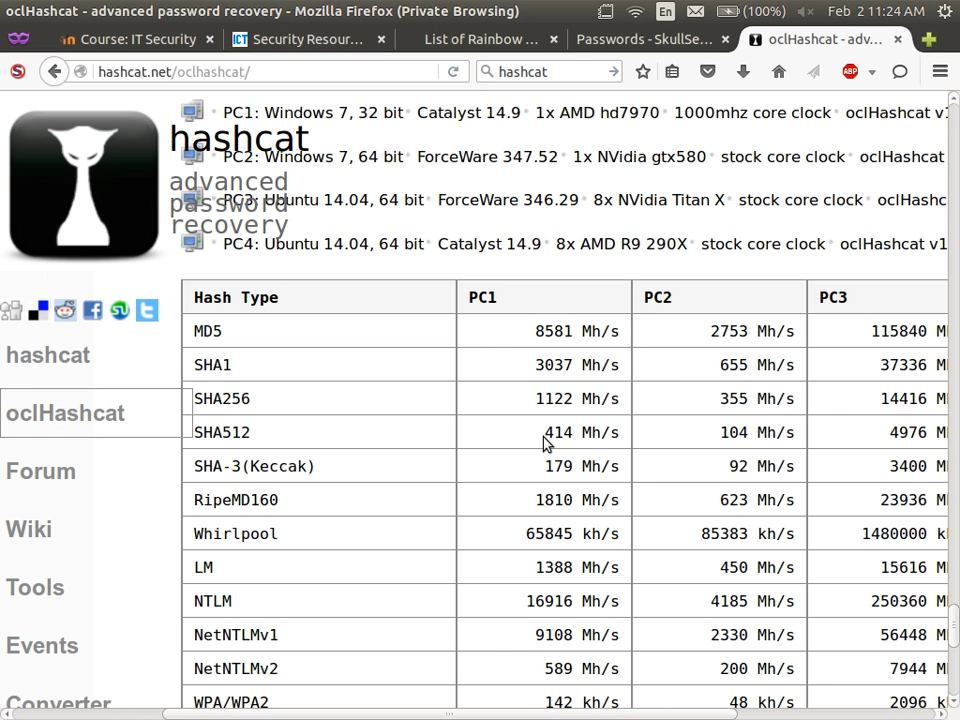 oclHashcat - advanced password recovery - Mozilla Firefox (Private Browsing)
En
(100%)
Feb 2 11:24 AM
Course: IT Security
ICT Security Resour...
List of Rainbow ...
Passwords - SkullSe...
oclHashcat - adv...
hashcat.net/oclhashcat/
hashcat
ABP
hashcat
advanced
password
recovery
PC1: Windows 7, 32 bit Catalyst 14.9 1x AMD hd7970 1000mhz core clock oclHashcat v1
PC2: Windows 7, 64 bit ForceWare 347.52 1x NVidia gtx580 stock core clock oclHashcat
PC3: Ubuntu 14.04, 64 bit ForceWare 346.29 8x NVidia Titan X stock core clock oclHashc
PC4: Ubuntu 14.04, 64 bit Catalyst 14.9 8x AMD R9 290X stock core clock oclHashcat v1
hashcat
oclHashcat
Forum
Wiki
Tools
Events
Converter
Hash Type PC1 PC2 PC3
MD5 8581 Mh/s 2753 Mh/s 115840 M
SHA1 3037 Mh/s 655 Mh/s 37336 M
SHA256 1122 Mh/s 355 Mh/s 14416 M
SHA512 414 Mh/s 104 Mh/s 4976 M
SHA-3(Keccak) 179 Mh/s 92 Mh/s 3400 M
RipeMD160 1810 Mh/s 623 Mh/s 23936 M
Whirlpool 65845 kh/s 85383 kh/s 1480000 k
LM 1388 Mh/s 450 Mh/s 15616 M
NTLM 16916 Mh/s 4185 Mh/s 250360 M
NetNTLMv1 9108 Mh/s 2330 Mh/s 56448 M
NetNTLMv2 589 Mh/s 200 Mh/s 7944 M
WPA/WPA2 142 kh/s 48 kh/s 2096 k